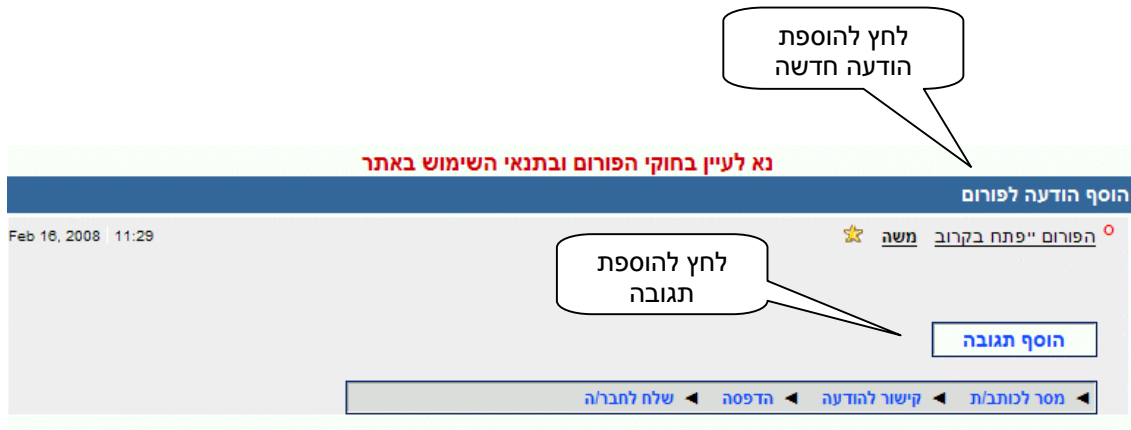 לחץ להוספת
הודעה חדשה
נא לעיין בחוקי הפורום ובתנאי השימוש באתר
הוסף הודעה לפורום
הפורום ייפתח בקרוב משה Feb 16, 2008 11:29
לחץ להוספת
תגובה
הוסף תגובה
מסר לכותב/ת ◄ קישור להודעה ◄ הדפסה ◄ שלח לחבר/ה